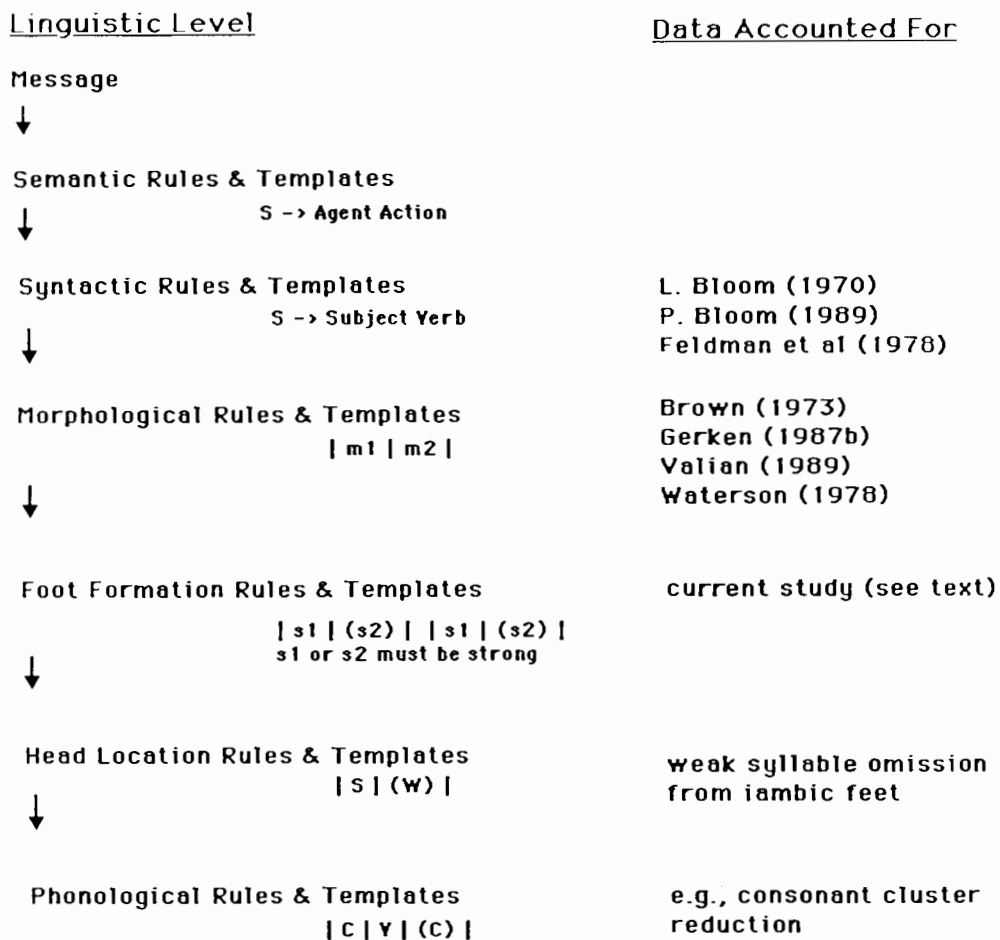 Linguistic Level
Data Accounted For
Message
↓
Semantic Rules & Templates
S -> Agent Action
↓
Syntactic Rules & Templates
S -> Subject Verb
L. Bloom (1970)
P. Bloom (1989)
Feldman et al (1978)
↓
Morphological Rules & Templates
| m1 | m2 |
Brown (1973)
Gerken (1987b)
Valian (1989)
Waterson (1978)
↓
Foot Formation Rules & Templates
| s1 | (s2) | | s1 | (s2) |
s1 or s2 must be strong
current study (see text)
↓
Head Location Rules & Templates
| S | (W) |
weak syllable omission
from iambic feet
↓
Phonological Rules & Templates
| C | V | (C) |
e.g., consonant cluster
reduction